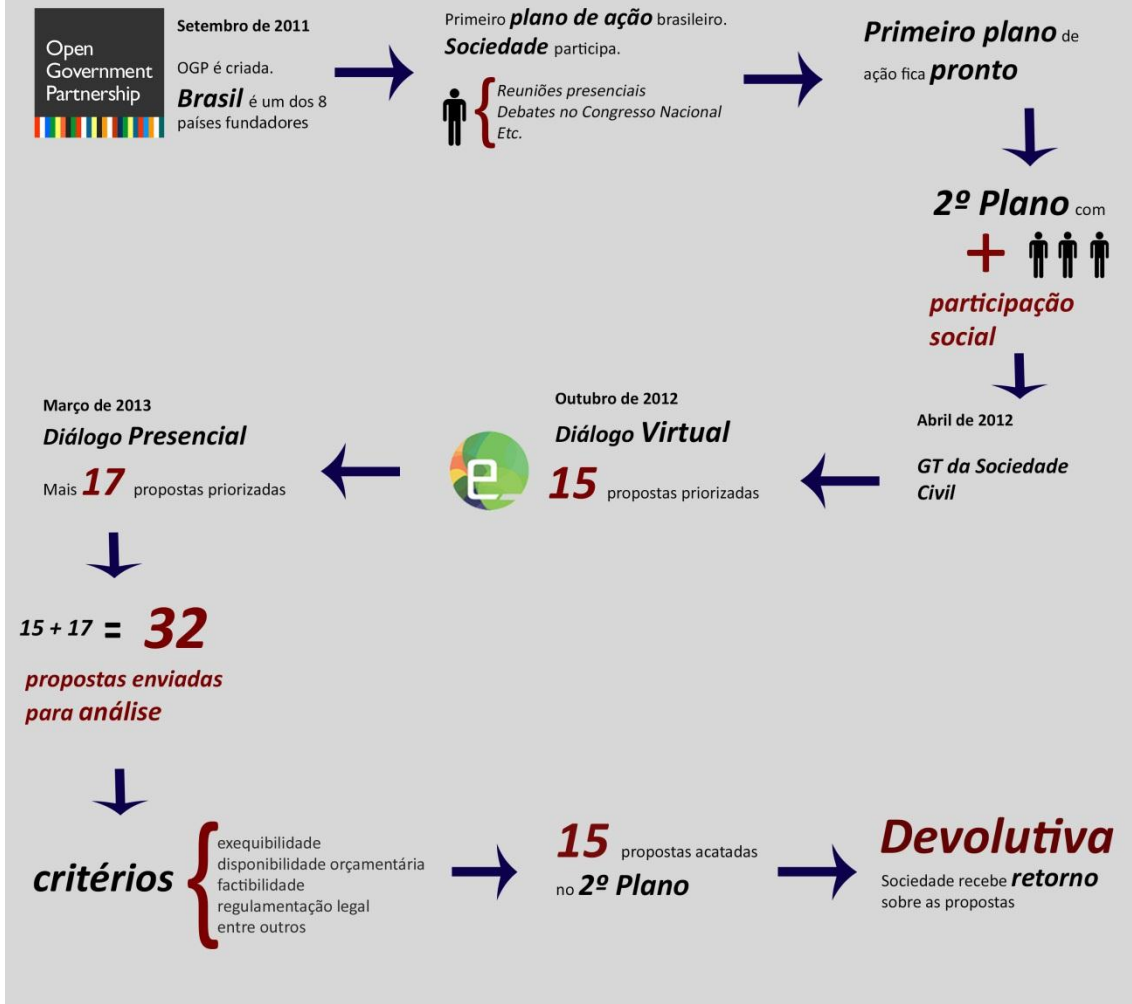 Open
Government
Partnership
Setembro de 2011
OGP é criada.
Brasil é um dos 8
países fundadores
Primeiro plano de ação brasileiro.
Sociedade participa.
{ Reuniões presenciais
Debates no Congresso Nacional
Etc.
Primeiro plano de
ação fica pronto
2º Plano com
+
participação
social
Abril de 2012
GT da Sociedade
Civil
Outubro de 2012
Diálogo Virtual
e
15 propostas priorizadas
Março de 2013
Diálogo Presencial
Mais 17 propostas priorizadas
15 + 17 = 32
propostas enviadas
para análise
critérios {
exequibilidade
disponibilidade orçamentária
factibilidade
regulamentação legal
entre outros
15 propostas acatadas
no 2º Plano
Devolutiva
Sociedade recebe retorno
sobre as propostas